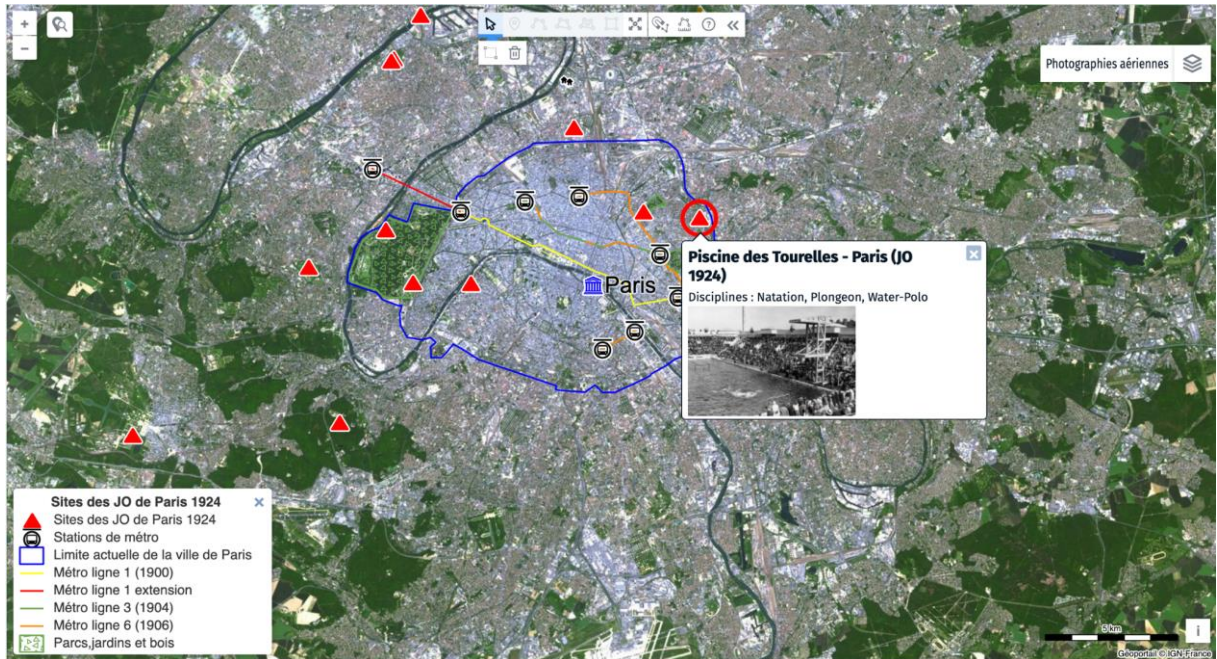 +
−
?
«
Photographies aériennes
Paris
Piscine des Tourelles - Paris (JO
1924)
Disciplines : Natation, Plongeon, Water-Polo
Sites des JO de Paris 1924
Sites des JO de Paris 1924
Stations de métro
Limite actuelle de la ville de Paris
Métro ligne 1 (1900)
Métro ligne 1 extension
Métro ligne 3 (1904)
Métro ligne 6 (1906)
Parcs,jardins et bois
5 km
i
Géoportail © IGN-France